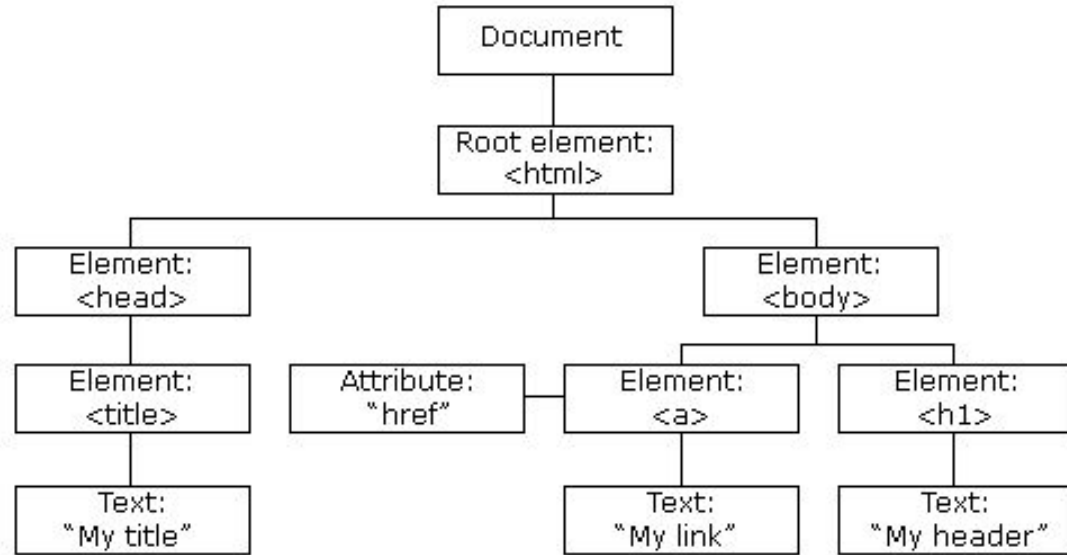 Document
Root element:
<html>
Element:
<head>
Element:
<body>
Element:
<title>
Attribute:
“href”
Element:
<a>
Element:
<h1>
Text:
“My title”
Text:
“My link”
Text:
“My header”